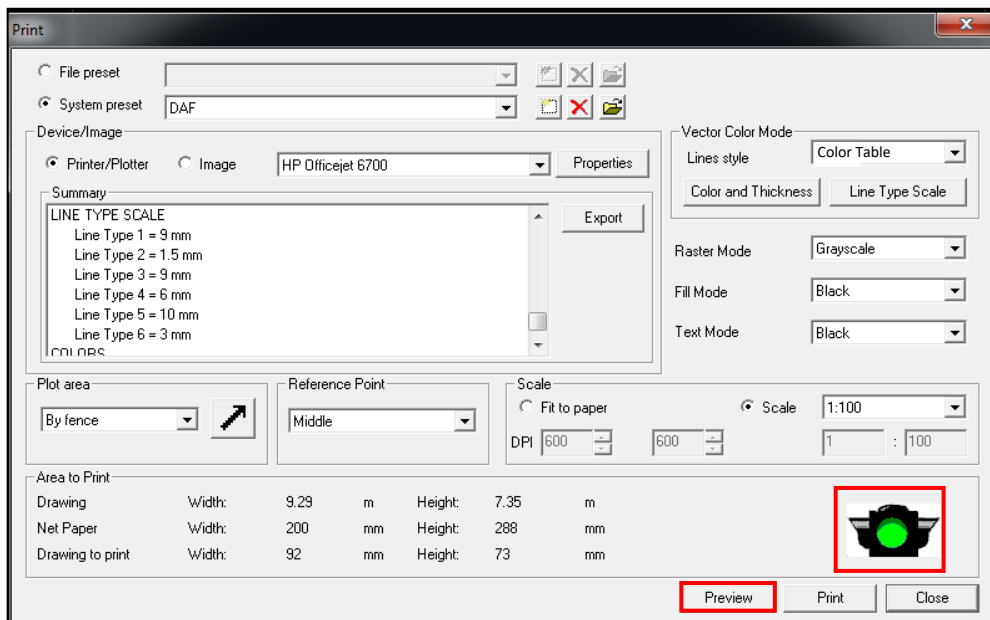 Print
File preset
System preset DAF
Device/Image
Printer/Plotter Image HP Officejet 6700 Properties
Summary
LINE TYPE SCALE
Line Type 1 = 9 mm
Line Type 2 = 1.5 mm
Line Type 3 = 9 mm
Line Type 4 = 6 mm
Line Type 5 = 10 mm
Line Type 6 = 3 mm
COLORS
Export
Vector Color Mode
Lines style Color Table
Color and Thickness Line Type Scale
Raster Mode Grayscale
Fill Mode Black
Text Mode Black
Plot area
By fence
Reference Point
Middle
Scale
Fit to paper Scale 1:100
DPI 600 600 1 : 100
Area to Print
Drawing Width: 9.29 m Height: 7.35 m
Net Paper Width: 200 mm Height: 288 mm
Drawing to print Width: 92 mm Height: 73 mm
Preview Print Close